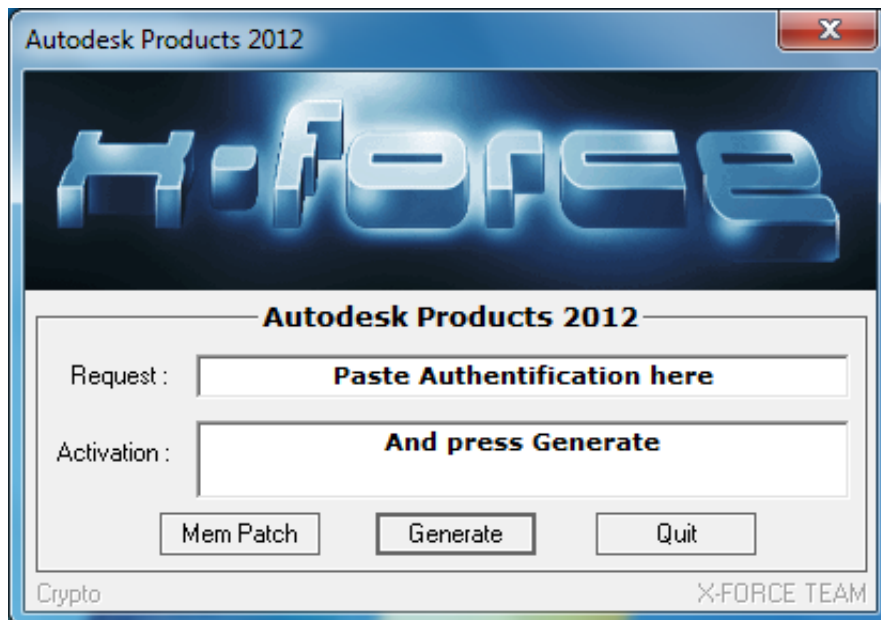 Autodesk Products 2012
X-force
Autodesk Products 2012
Request :
Paste Authentification here
Activation :
And press Generate
Mem Patch
Generate
Quit
Crypto
X-FORCE TEAM